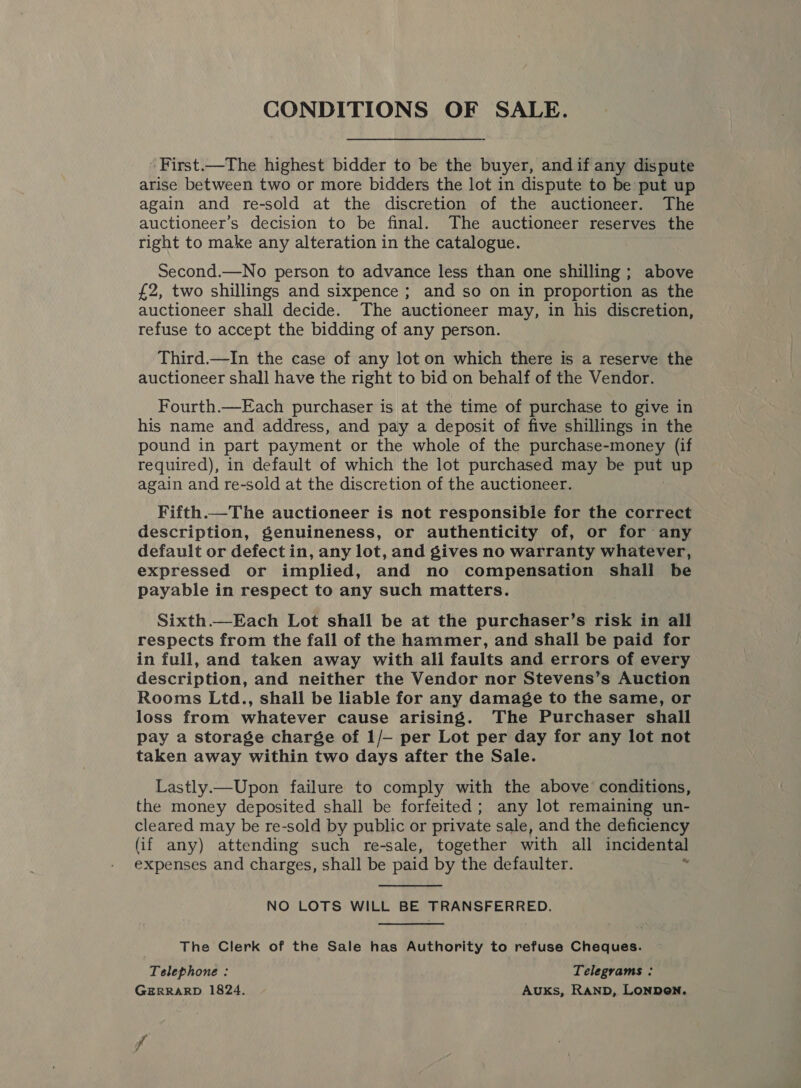 CONDITIONS OF SALE.
First.—The highest bidder to be the buyer, and if any dispute
arise between two or more bidders the lot in dispute to be put up
again and re-sold at the discretion of the auctioneer. The
auctioneer's decision to be final. The auctioneer reserves the
right to make any alteration in the catalogue.
Second.—No person to advance less than one shilling; above
£2, two shillings and sixpence; and so on in proportion as the
auctioneer shall decide. The auctioneer may, in his discretion,
refuse to accept the bidding of any person.
Third.—In the case of any lot on which there is a reserve the
auctioneer shall have the right to bid on behalf of the Vendor.
Fourth.—Each purchaser is at the time of purchase to give in
his name and address, and pay a deposit of five shillings in the
pound in part payment or the whole of the purchase-money (if
required), in default of which the lot purchased may be put up
again and re-sold at the discretion of the auctioneer.
Fifth.—The auctioneer is not responsible for the correct
description, genuineness, or authenticity of, or for any
default or defect in, any lot, and gives no warranty whatever,
expressed or implied, and no compensation shall be
payable in respect to any such matters.
Sixth.—Each Lot shall be at the purchaser's risk in all
respects from the fall of the hammer, and shall be paid for
in full, and taken away with all faults and errors of every
description, and neither the Vendor nor Stevens's Auction
Rooms Ltd., shall be liable for any damage to the same, or
loss from whatever cause arising. The Purchaser shall
pay a storage charge of 1/– per Lot per day for any lot not
taken away within two days after the Sale.
Lastly.—Upon failure to comply with the above conditions,
the money deposited shall be forfeited; any lot remaining un-
cleared may be re-sold by public or private sale, and the deficiency
(if any) attending such re-sale, together with all incidental
expenses and charges, shall be paid by the defaulter.
NO LOTS WILL BE TRANSFERRED.
The Clerk of the Sale has Authority to refuse Cheques.
Telephone : Telegrams :
GERRARD 1824. AUKS, RAND, LONDON.